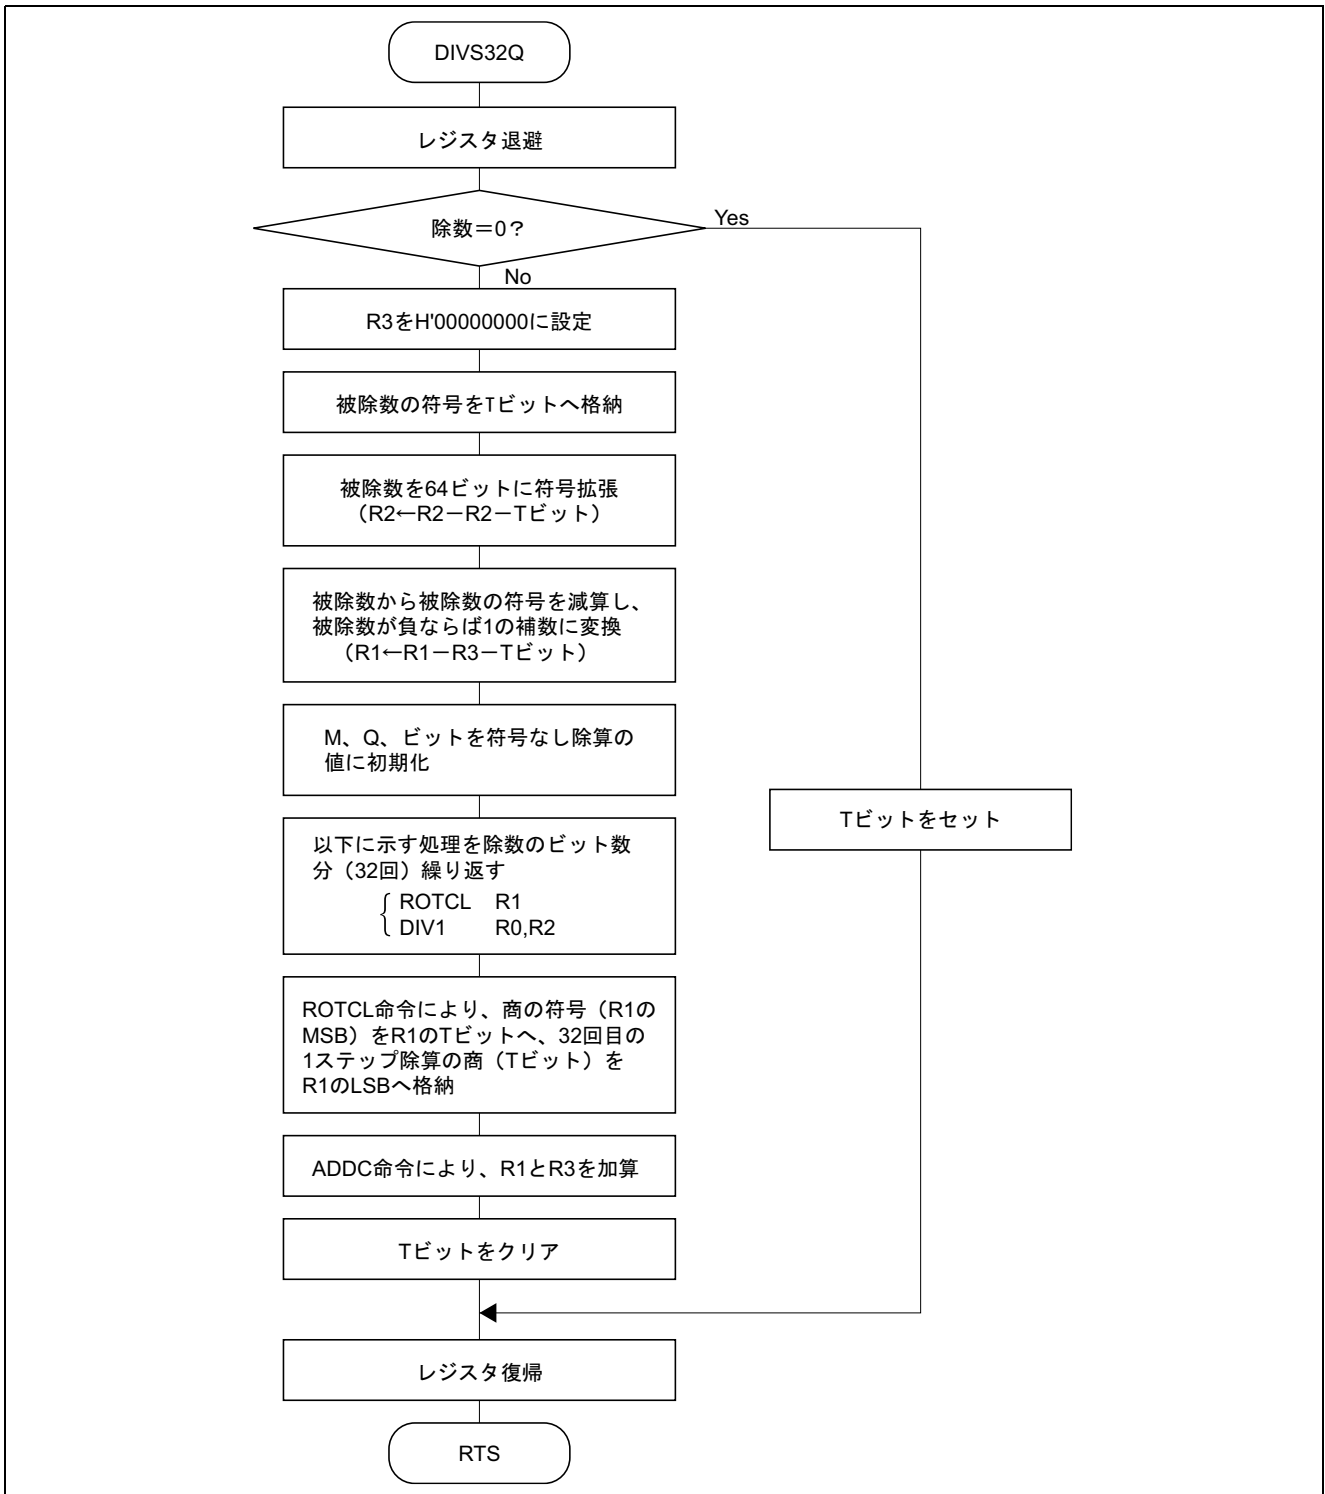 DIVS32Q
レジスタ退避
除数＝0？
Yes
No
R3をH'00000000に設定
被除数の符号をTビットへ格納
被除数を64ビットに符号拡張
（R2←R2－R2－Tビット）
被除数から被除数の符号を減算し、
被除数が負ならば1の補数に変換
（R1←R1－R3－Tビット）
M、Q、ビットを符号なし除算の
値に初期化
Tビットをセット
以下に示す処理を除数のビット数
分（32回）繰り返す
ROTCL R1
DIV1 R0,R2
ROTCL命令により、商の符号（R1の
MSB）をR1のTビットへ、32回目の
1ステップ除算の商（Tビット）を
R1のLSBへ格納
ADDC命令により、R1とR3を加算
Tビットをクリア
レジスタ復帰
RTS